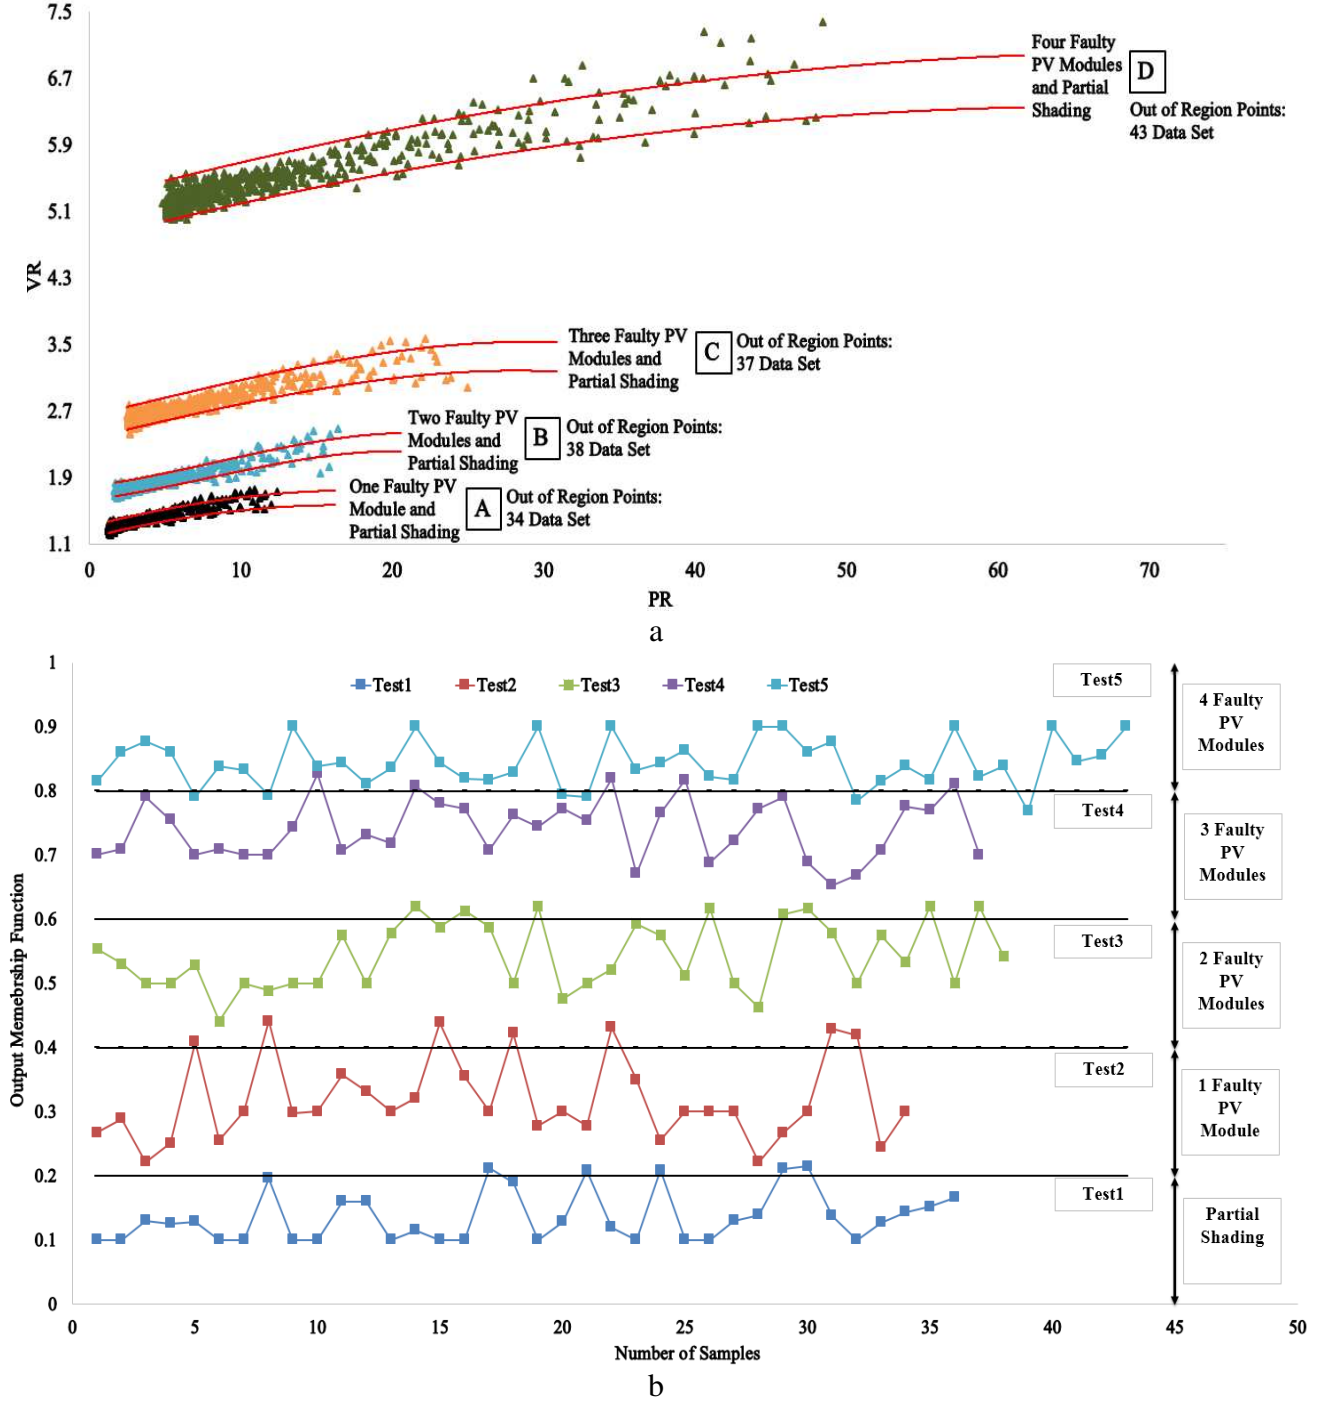 7.5
6.7
5.9
5.1
4.3
3.5
2.7
1.9
1.1
VR
0 10 20 30 40 50 60 70
PR
Four Faulty
PV Modules
and Partial
Shading
D
Out of Region Points:
43 Data Set
Three Faulty PV
Modules and
Partial Shading
C
Out of Region Points:
37 Data Set
Two Faulty PV
Modules and
Partial Shading
B
Out of Region Points:
38 Data Set
One Faulty PV
Module and
Partial Shading
A
Out of Region Points:
34 Data Set
a
1
0.9
0.8
0.7
0.6
0.5
0.4
0.3
0.2
0.1
0
Output Memebrship Function
Test1 Test2 Test3 Test4 Test5
Test5
4 Faulty
PV
Modules
Test4
3 Faulty
PV
Modules
Test3
2 Faulty
PV
Modules
Test2
1 Faulty
PV
Module
Test1
Partial
Shading
0 5 10 15 20 25 30 35 40 45 50
Number of Samples
b